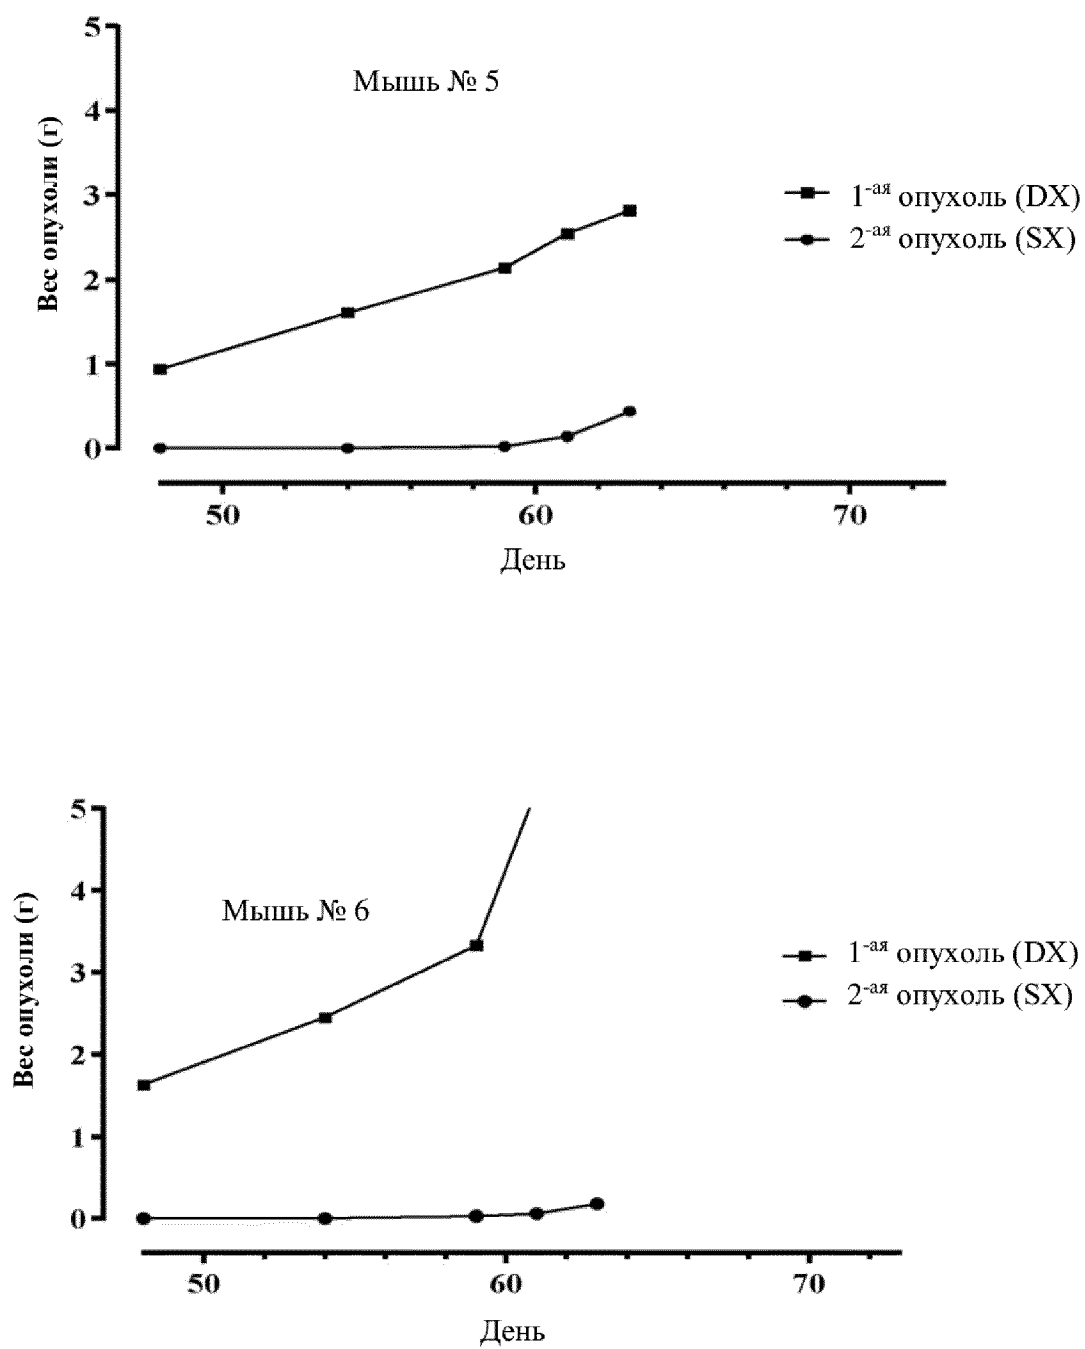 5
Мышь № 5
4
3
2
1
0
Вес опухоли (г)
1-ая опухоль (DX)
2-ая опухоль (SX)
50 60 70
День
5
4
Мышь № 6
3
2
1
0
Вес опухоли (г)
1-ая опухоль (DX)
2-ая опухоль (SX)
50 60 70
День